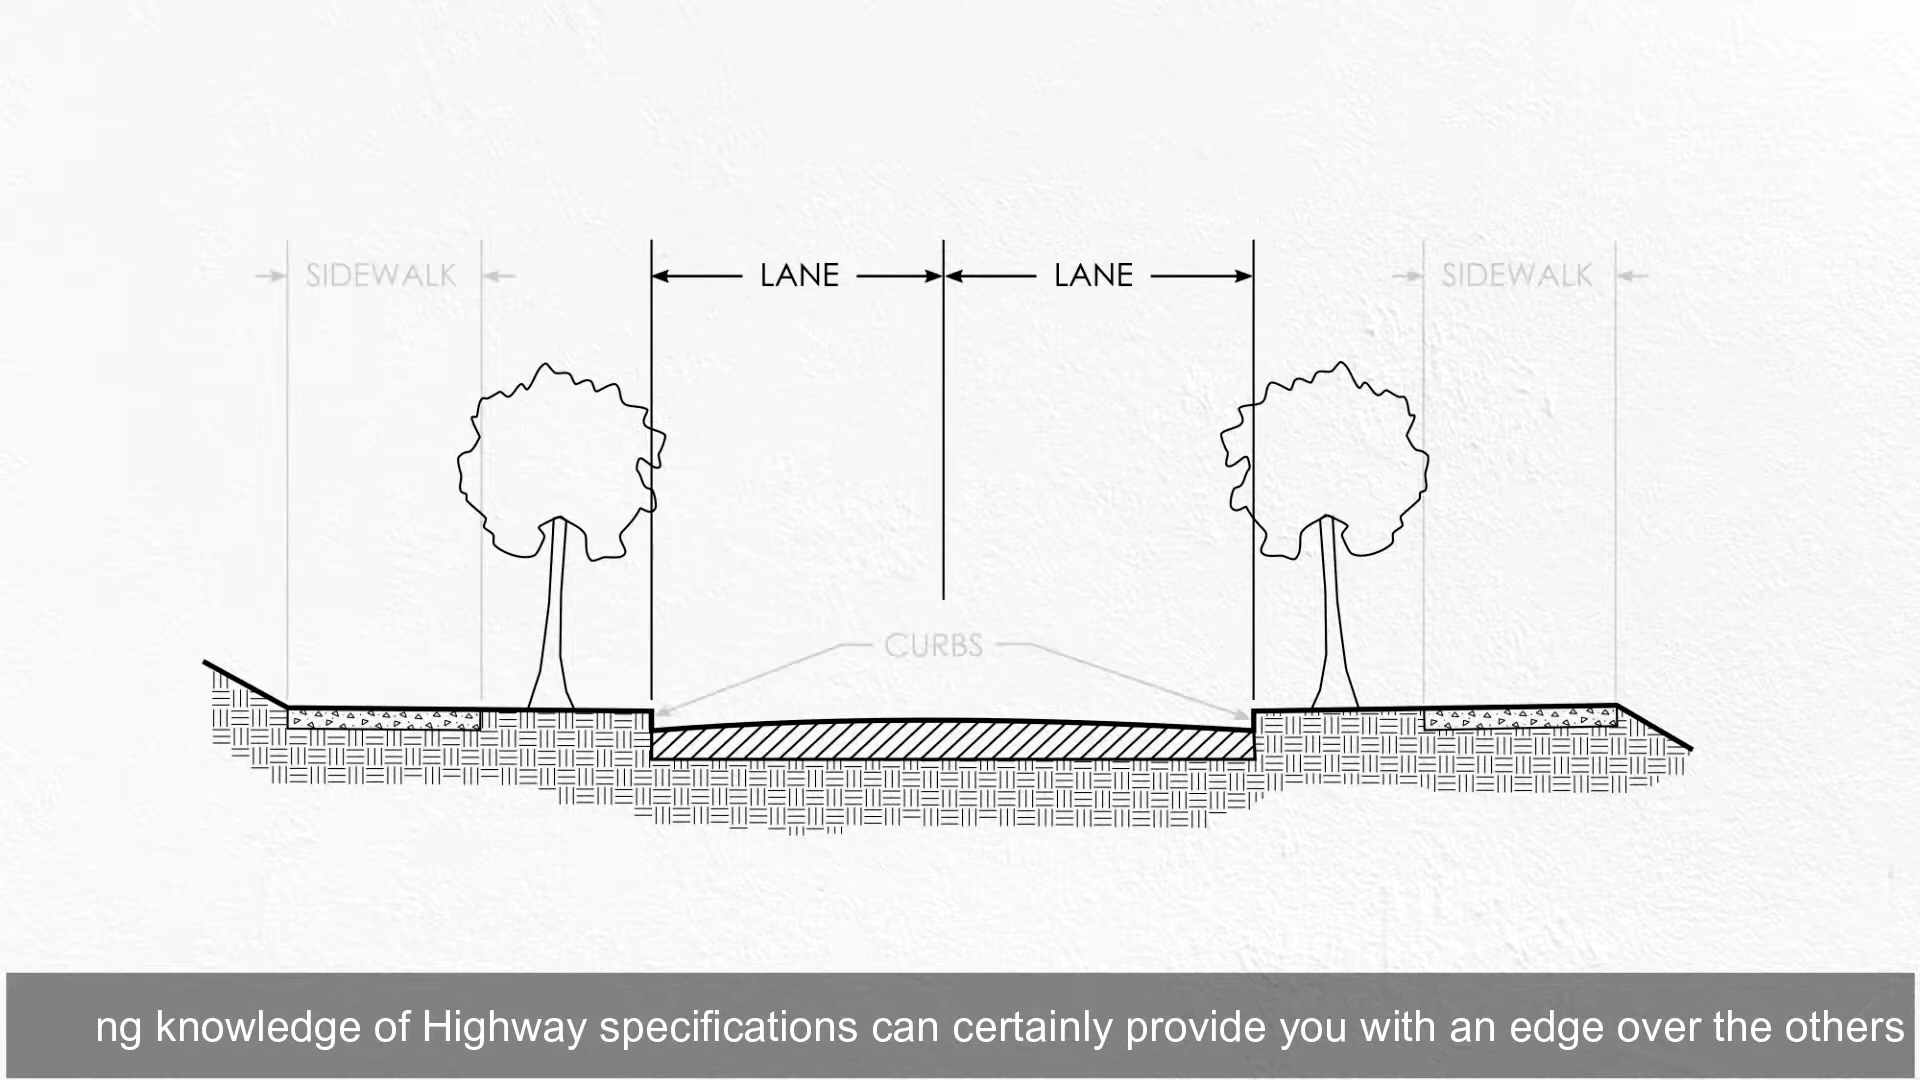 SIDEWALK LANE LANE SIDEWALK
CURBS
ng knowledge of Highway specifications can certainly provide you with an edge over the others